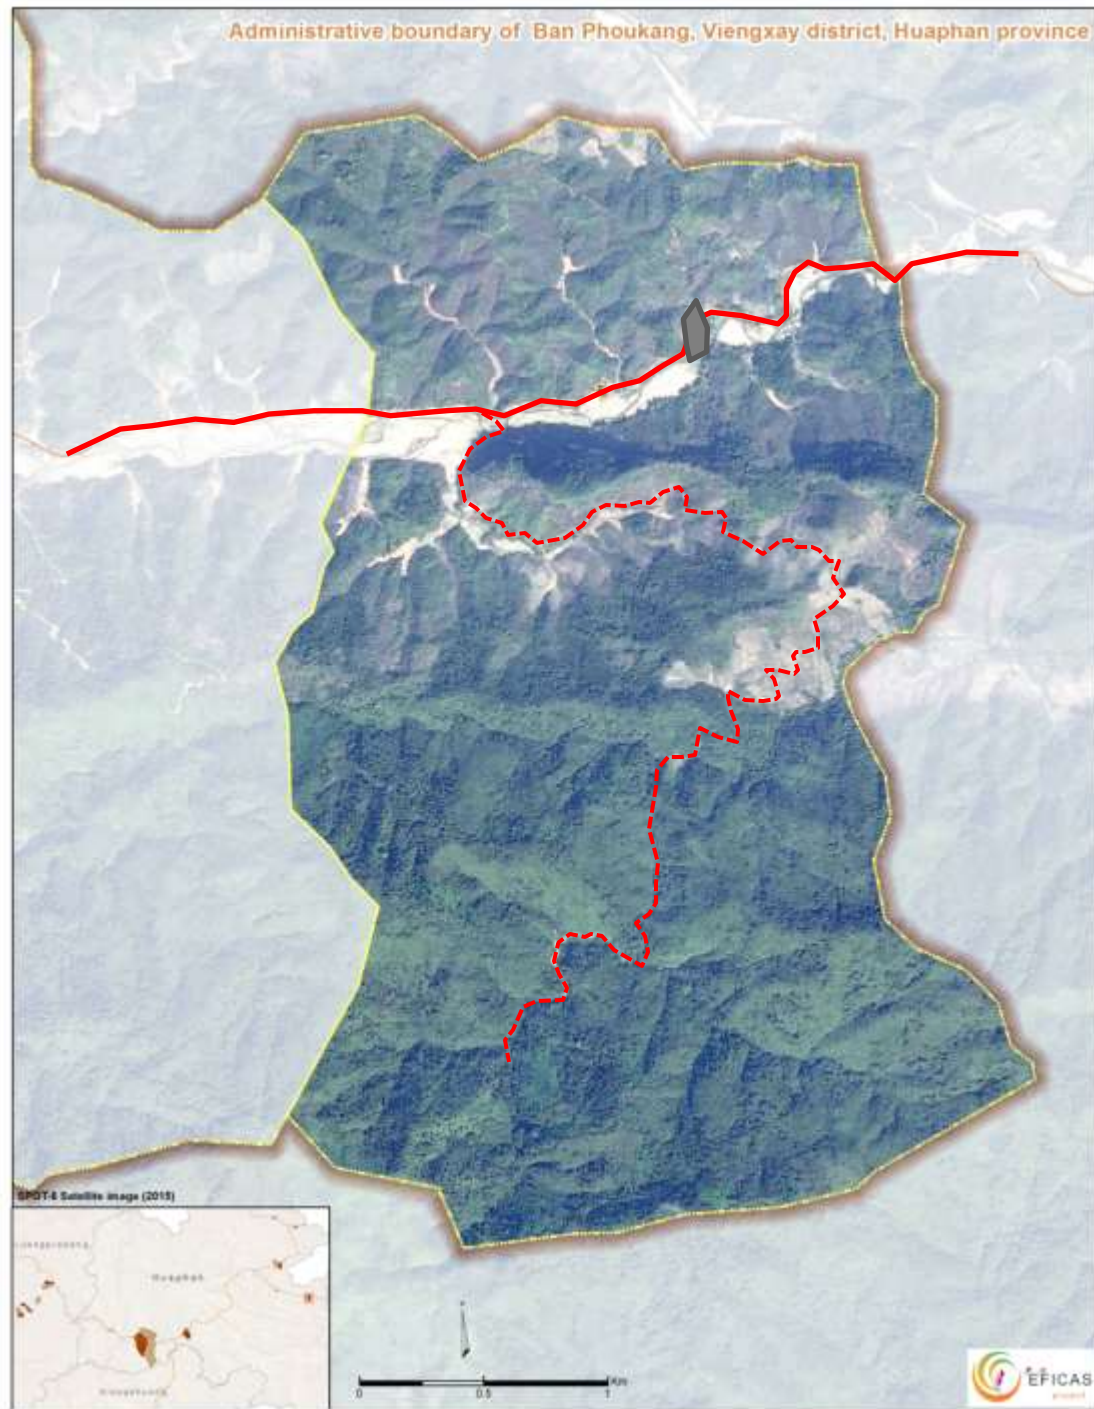 Administrative boundary of Ban Phoukang, Viengxay district, Huaphan province
SPOT-6 Satellite image (2015)
Huaphan
0 0.5 1 Km
EFICAS
project